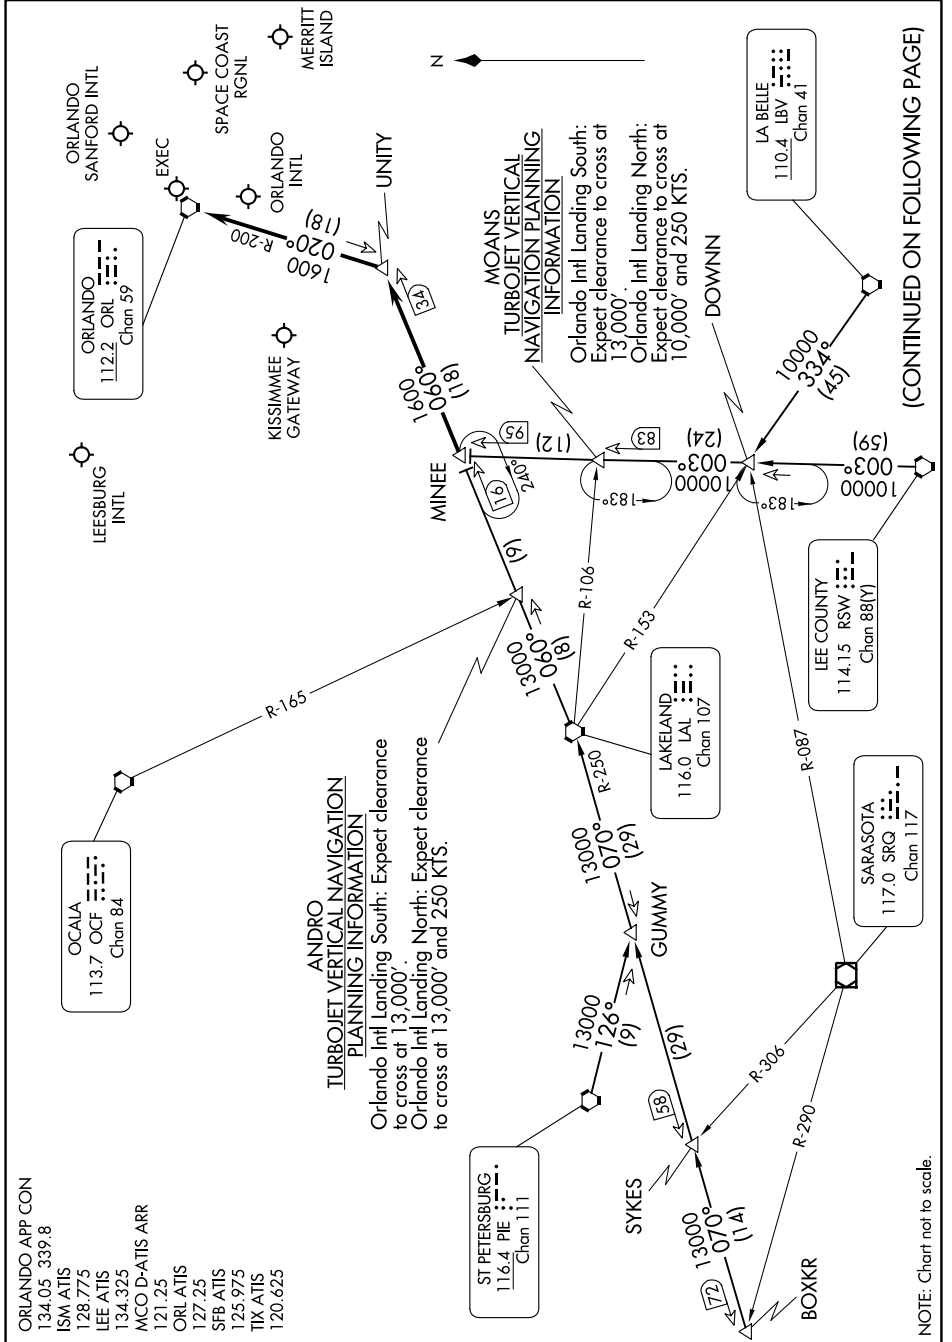 ORLANDO APP CON
134.05 339.8
ISM ATIS
128.775
LEE ATIS
134.325
MCO D-ATIS ARR
121.25
ORL ATIS
127.25
SFB ATIS
125.975
TIX ATIS
120.625
OCALA
113.7 OCF
Chan 84
R-165
LEESBURG
INTL
ORLANDO
112.2 ORL
Chan 59
ORLANDO
SANFORD INTL
EXEC
SPACE COAST
RGNL
MERRITT
ISLAND
ORLANDO
INTL
KISSIMMEE
GATEWAY
R-200
1600
020°
(18)
UNITY
34
1600
060°
(18)
MINEE
16
240°
95
(12)
(9)
13000
060°
(8)
N
ANDRO
TURBOJET VERTICAL NAVIGATION
PLANNING INFORMATION
Orlando Intl Landing South: Expect clearance
to cross at 13,000'.
Orlando Intl Landing North: Expect clearance
to cross at 13,000' and 250 KTS.
MOANS
TURBOJET VERTICAL
NAVIGATION PLANNING
INFORMATION
Orlando Intl Landing South:
Expect clearance to cross at
13,000'.
Orlando Intl Landing North:
Expect clearance to cross at
10,000' and 250 KTS.
83
183°
10000
003°
(24)
DOWNN
183°
10000
003°
(59)
10000
334°
(45)
LA BELLE
110.4 LBV
Chan 41
LEE COUNTY
114.15 RSW
Chan 88(Y)
R-106
R-153
R-087
LAKELAND
116.0 LAL
Chan 107
R-250
13000
070°
(29)
GUMMY
13000
126°
(9)
ST PETERSBURG
116.4 PIE
Chan 111
(29)
58
SYKES
13000
070°
(14)
72
BOXKR
R-306
R-290
SARASOTA
117.0 SRQ
Chan 117
NOTE: Chart not to scale.
(CONTINUED ON FOLLOWING PAGE)